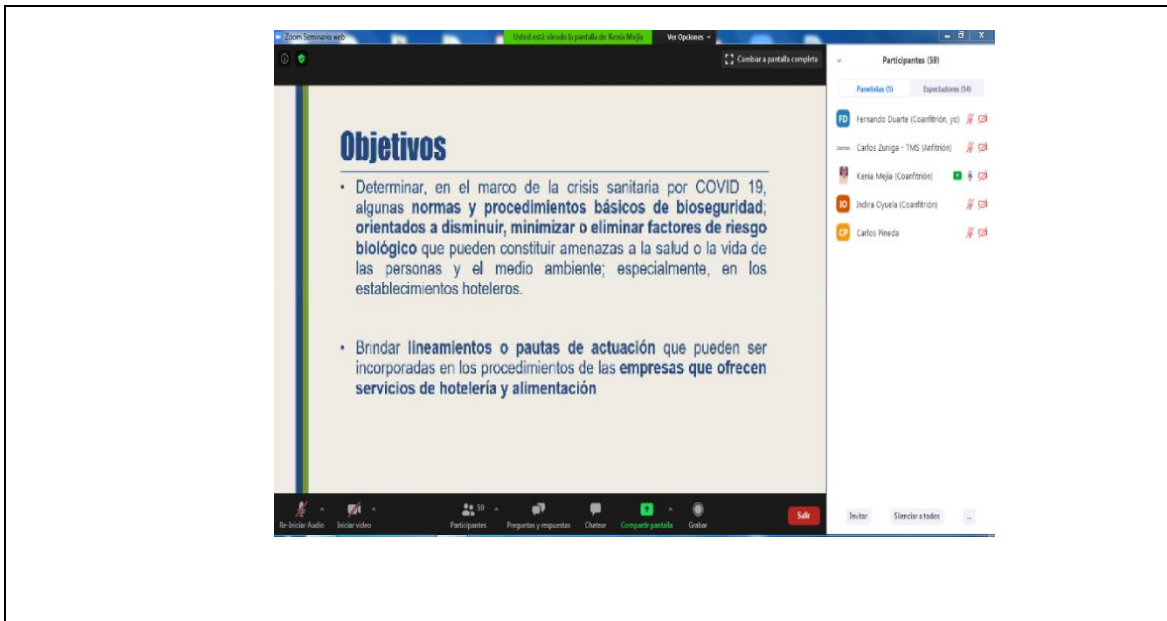 Zoom Seminario web
Usted está viendo la pantalla de Kenia Mejia
Ver Opciones
Cambiar a pantalla completa
Objetivos
• Determinar, en el marco de la crisis sanitaria por COVID 19,
algunas normas y procedimientos básicos de bioseguridad;
orientados a disminuir, minimizar o eliminar factores de riesgo
biológico que pueden constituir amenazas a la salud o la vida de
las personas y el medio ambiente; especialmente, en los
establecimientos hoteleros.
• Brindar lineamientos o pautas de actuación que pueden ser
incorporadas en los procedimientos de las empresas que ofrecen
servicios de hotelería y alimentación
Participantes (59)
Panelistas (5) Espectadores (54)
FD Fernando Duarte (Coanfitrión, yo)
Carlos Zuniga - TMS (Anfitrión)
Kenia Mejia (Coanfitrión)
IO Indira Oyuela (Coanfitrión)
CP Carlos Pineda
Re-Iniciar Audio
Iniciar video
59
Participantes
Preguntas y respuestas
Chatear
Compartir pantalla
Grabar
Salir
Invitar
Silenciar a todos
...